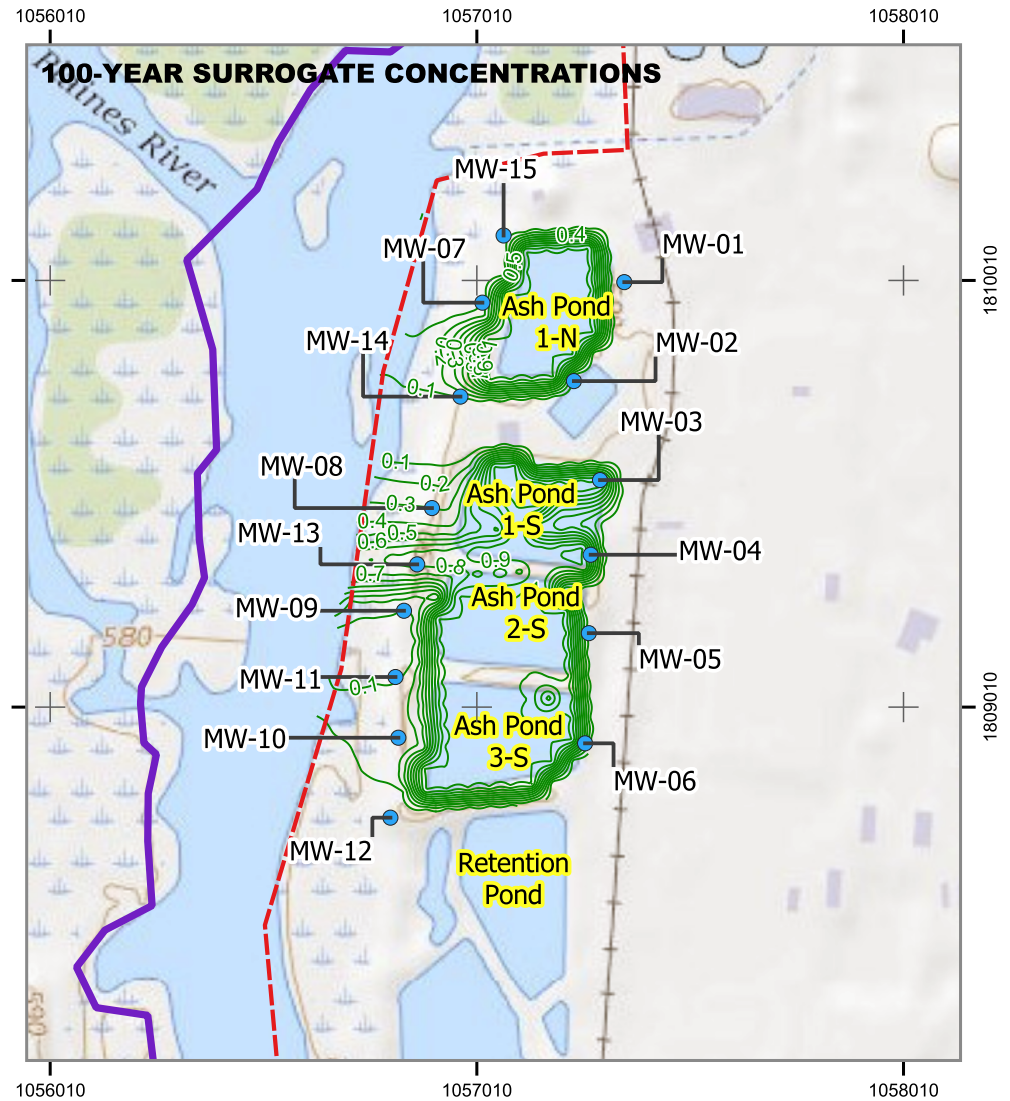 1056010 1057010 1058010
100-YEAR SURROGATE CONCENTRATIONS
Plaines River
MW-15
0.4
MW-07
MW-01
0.5
1810010
Ash Pond
1-N
MW-14
MW-02
0.1
MW-03
0.1
MW-08
0.2
Ash Pond
1-S
0.3
0.4
MW-13
0.5
0.6
MW-04
0.9
0.8
0.7
Ash Pond
2-S
MW-09
580
MW-05
MW-11
0.1
1809010
Ash Pond
3-S
MW-10
MW-06
MW-12
Retention
Pond
590
1056010 1057010 1058010